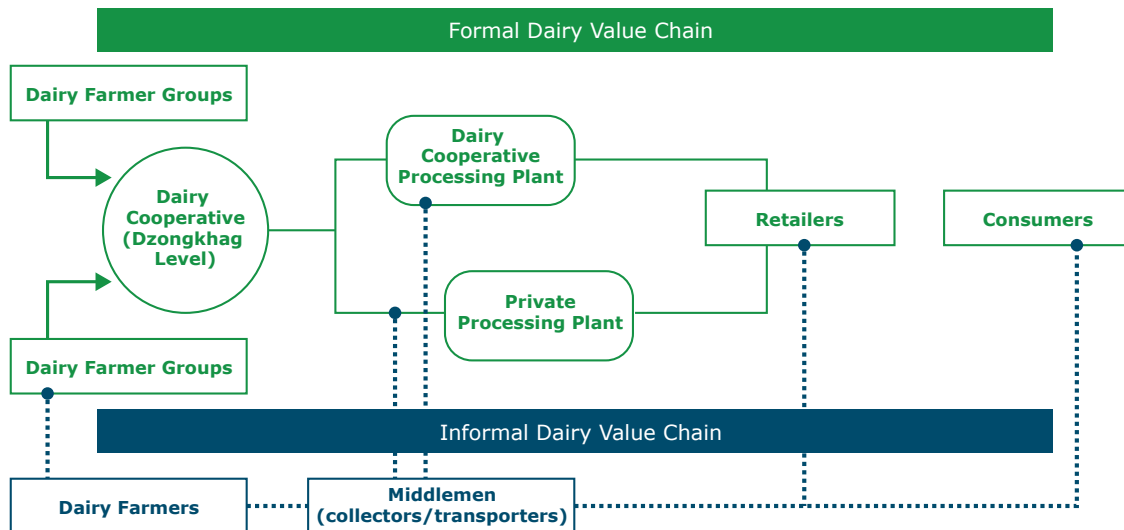 Formal Dairy Value Chain
Dairy Farmer Groups
Dairy
Cooperative
(Dzongkhag
Level)
Dairy Farmer Groups
Dairy
Cooperative
Processing Plant
Private
Processing Plant
Retailers
Consumers
Informal Dairy Value Chain
Dairy Farmers
Middlemen
(collectors/transporters)